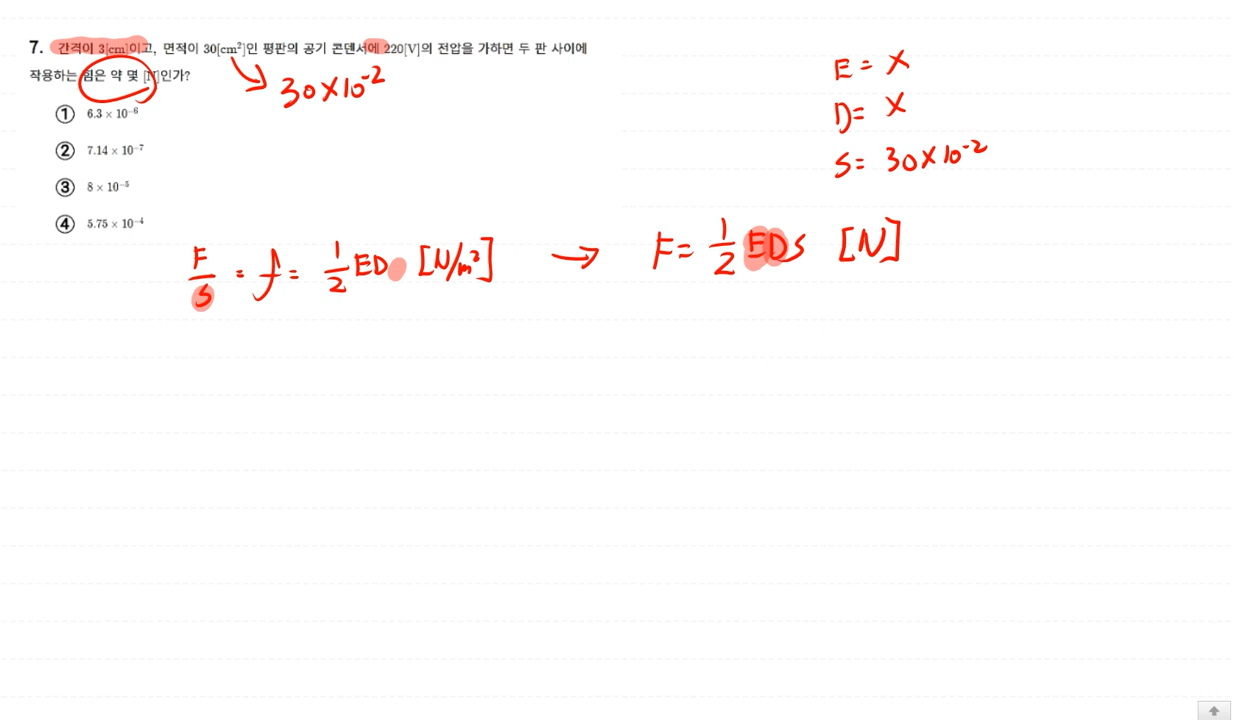 7. 간격이 3[cm]이고, 면적이 30[cm²]인 평판의 공기 콘덴서에 220[V]의 전압을 가하면 두 판 사이에
작용하는 힘은 약 몇 [N]인가?
30×10⁻²
① 6.3 × 10⁻⁶
② 7.14 × 10⁻⁷
③ 8 × 10⁻⁵
④ 5.75 × 10⁻⁴
E = X
D = X
S = 30×10⁻²
F/S = f = 1/2 ED [N/m²] → F = 1/2 EDS [N]